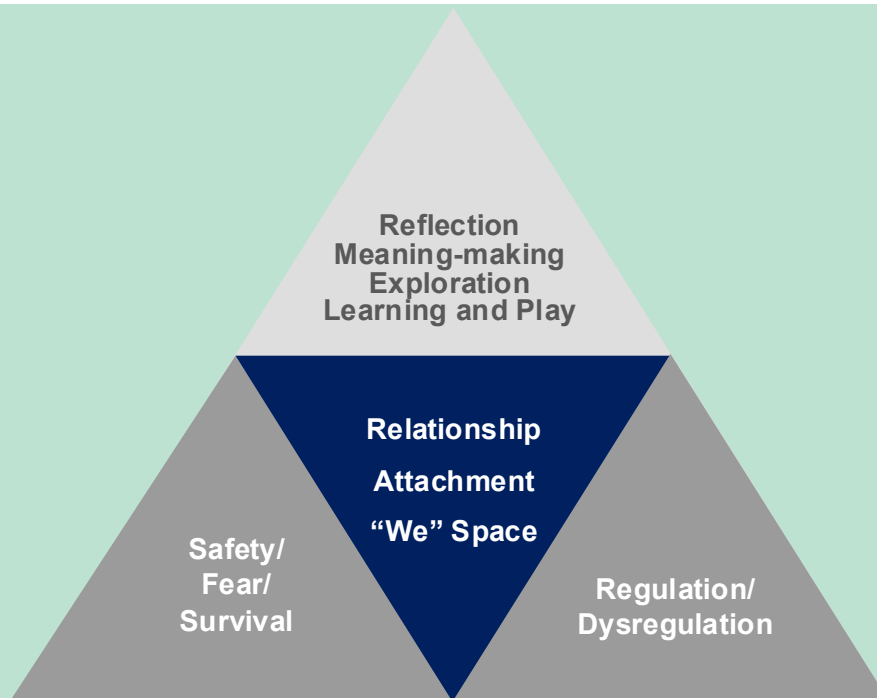 Reflection
Meaning-making
Exploration
Learning and Play
Relationship
Attachment
“We” Space
Safety/
Fear/
Survival
Regulation/
Dysregulation